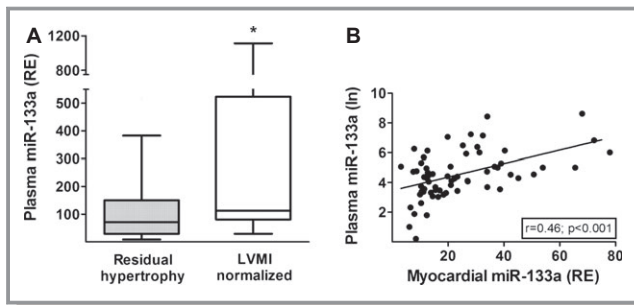 A
Plasma miR-133a (RE)
1200
800
500
400
300
200
100
*
Residual
hypertrophy
LVMI
normalized
B
Plasma miR-133a (ln)
10
8
6
4
2
0
20
40
60
80
r=0.46; p<0.001
Myocardial miR-133a (RE)